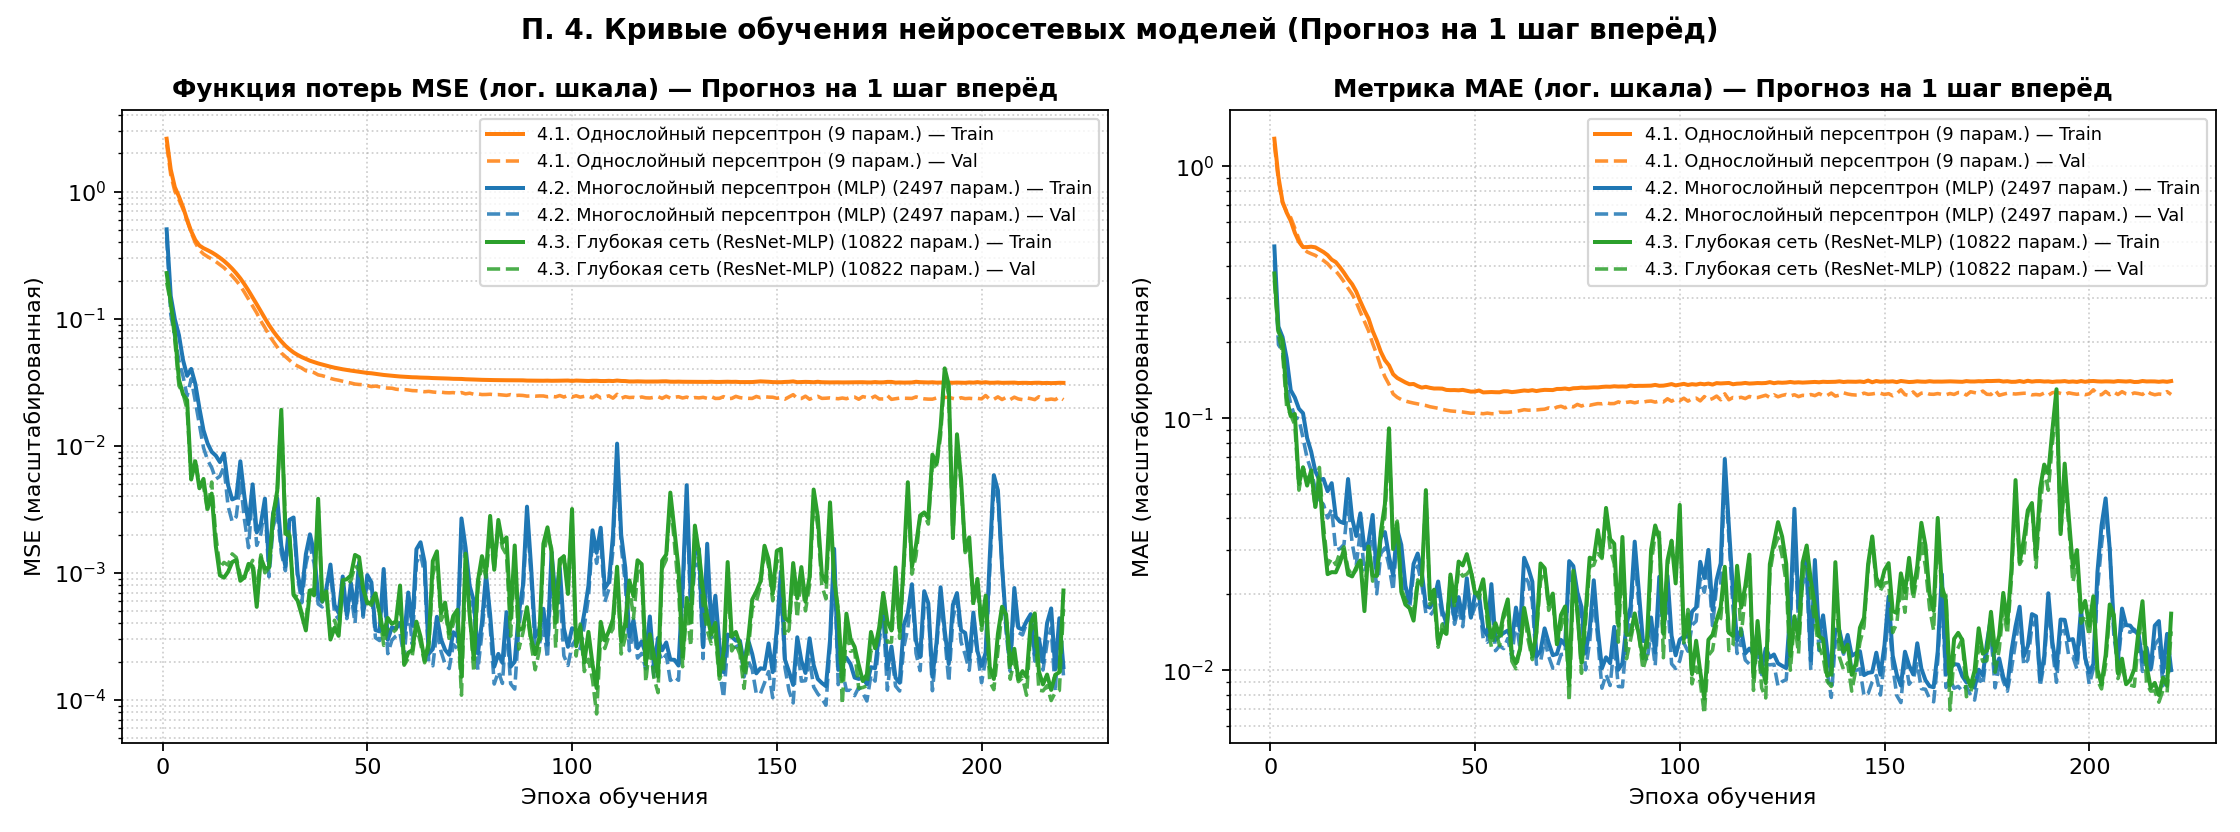 П. 4. Кривые обучения нейросетевых моделей (Прогноз на 1 шаг вперёд)
Функция потерь MSE (лог. шкала) — Прогноз на 1 шаг вперёд
MSE (масштабированная)
10⁰
10⁻¹
10⁻²
10⁻³
10⁻⁴
4.1. Однослойный персептрон (9 парам.) — Train
4.1. Однослойный персептрон (9 парам.) — Val
4.2. Многослойный персептрон (MLP) (2497 парам.) — Train
4.2. Многослойный персептрон (MLP) (2497 парам.) — Val
4.3. Глубокая сеть (ResNet-MLP) (10822 парам.) — Train
4.3. Глубокая сеть (ResNet-MLP) (10822 парам.) — Val
0 50 100 150 200
Эпоха обучения
Метрика MAE (лог. шкала) — Прогноз на 1 шаг вперёд
MAE (масштабированная)
10⁰
10⁻¹
10⁻²
4.1. Однослойный персептрон (9 парам.) — Train
4.1. Однослойный персептрон (9 парам.) — Val
4.2. Многослойный персептрон (MLP) (2497 парам.) — Train
4.2. Многослойный персептрон (MLP) (2497 парам.) — Val
4.3. Глубокая сеть (ResNet-MLP) (10822 парам.) — Train
4.3. Глубокая сеть (ResNet-MLP) (10822 парам.) — Val
0 50 100 150 200
Эпоха обучения